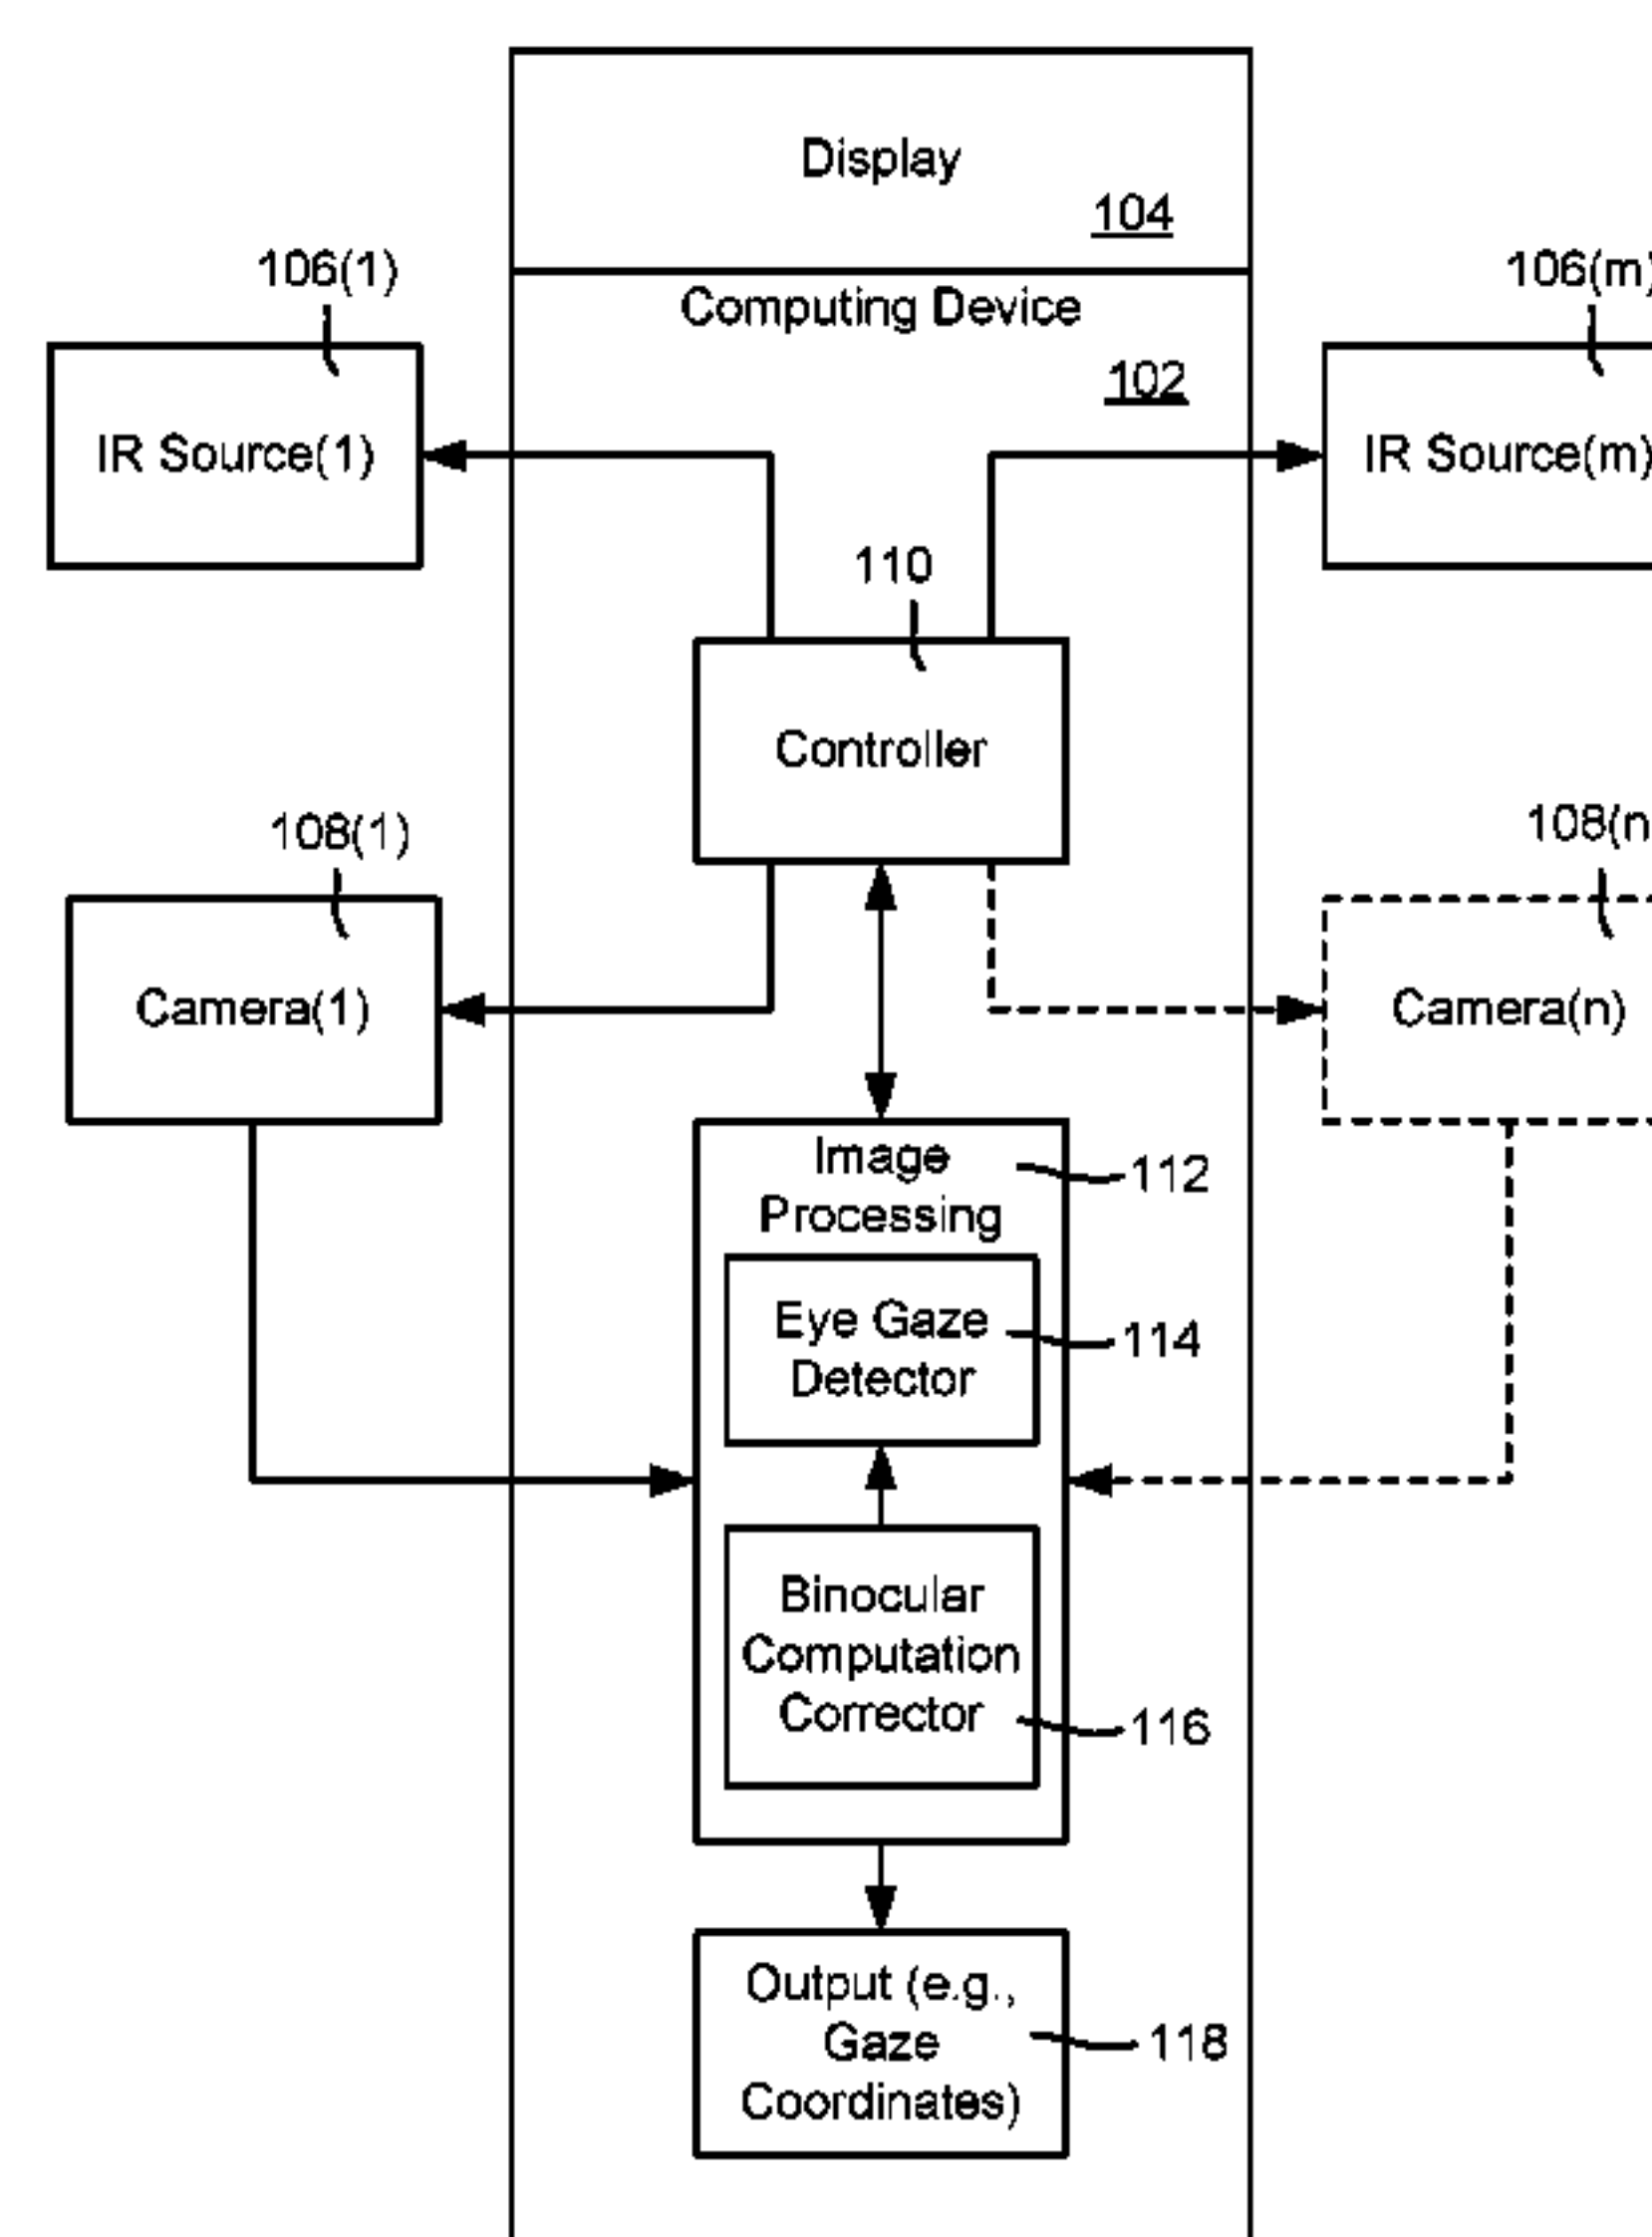 Display
104
106(1)
106(m)
Computing Device
102
IR Source(1)
IR Source(m)
110
Controller
108(1)
108(n
Camera(1)
Camera(n)
Image
Processing
112
Eye Gaze
Detector
114
Binocular
Computation
Corrector
116
Output (e.g.,
Gaze
Coordinates)
118